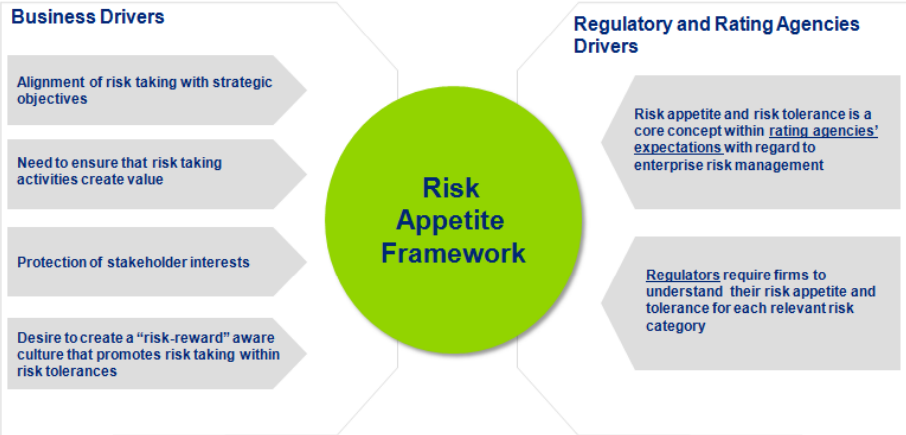 Business Drivers
Alignment of risk taking with strategic
objectives
Need to ensure that risk taking
activities create value
Protection of stakeholder interests
Desire to create a “risk-reward” aware
culture that promotes risk taking within
risk tolerances
Risk
Appetite
Framework
Regulatory and Rating Agencies
Drivers
Risk appetite and risk tolerance is a
core concept within rating agencies’
expectations with regard to
enterprise risk management
Regulators require firms to
understand their risk appetite and
tolerance for each relevant risk
category